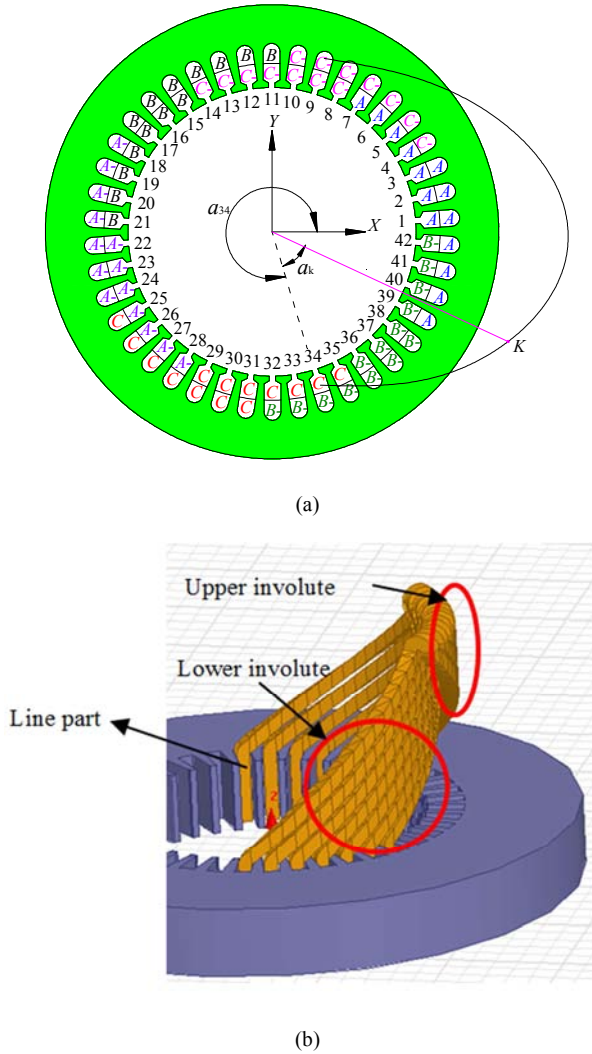 B B B B C- C- C- C- C- C-
B B C- C- C- C- C- C- C- A A A C-
B B A A
A- B A A
A- B A A
A- B A A
A- B B- A
A- A- B- A
A- A- B- A
A- A- B- A
C A- B- B-
C A- B- B-
C A- B- B-
C C C C C C C C B-
C C B- B- B- B-
15 14 13 12 11 10 9 8 7
16 6
17 5
18 4
19 3
20 2
21 1
22 42
23 41
24 40
25 39
26 38
27 37
28 36
29 30 31 32 33 34 35
Y
X
a34
ak
K
(a)
Upper involute
Lower involute
Line part
z
(b)